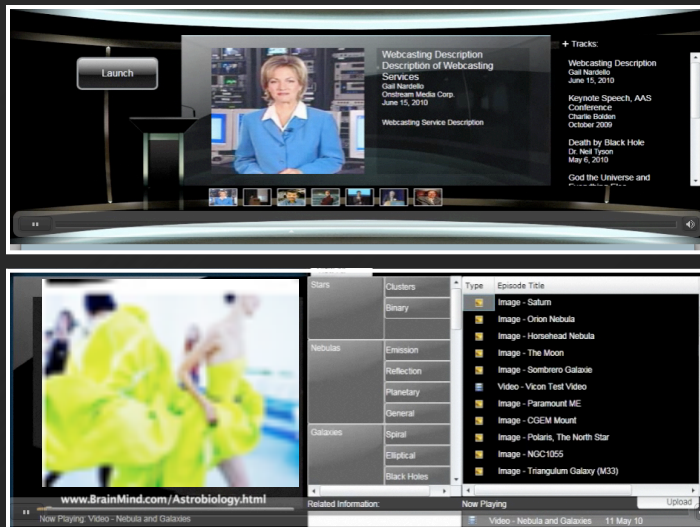 Launch
Webcasting Description
Description of Webcasting
Services
Gail Nardello
Onstream Media Corp.
June 15, 2010
Webcasting Service Description
+ Tracks:
Webcasting Description
Gail Nardello
June 15, 2010
Keynote Speech, AAS
Conference
Charlie Bolden
October 2009
Death by Black Hole
Dr. Neil Tyson
May 6, 2010
God the Universe and
Everything Else
Stars
Clusters
Binary
Nebulas
Emission
Reflection
Planetary
General
Galaxies
Spiral
Elliptical
Black Holes
Type Episode Title
Image - Saturn
Image - Orion Nebula
Image - Horsehead Nebula
Image - The Moon
Image - Sombrero Galaxie
Video - Vicon Test Video
Image - Paramount ME
Image - CGEM Mount
Image - Polaris, The North Star
Image - NGC1055
Image - Triangulum Galaxy (M33)
www.BrainMind.com/Astrobiology.html
Now Playing: Video - Nebula and Galaxies
Related Information:
Now Playing
Upload
Video - Nebula and Galaxies 11 May 10